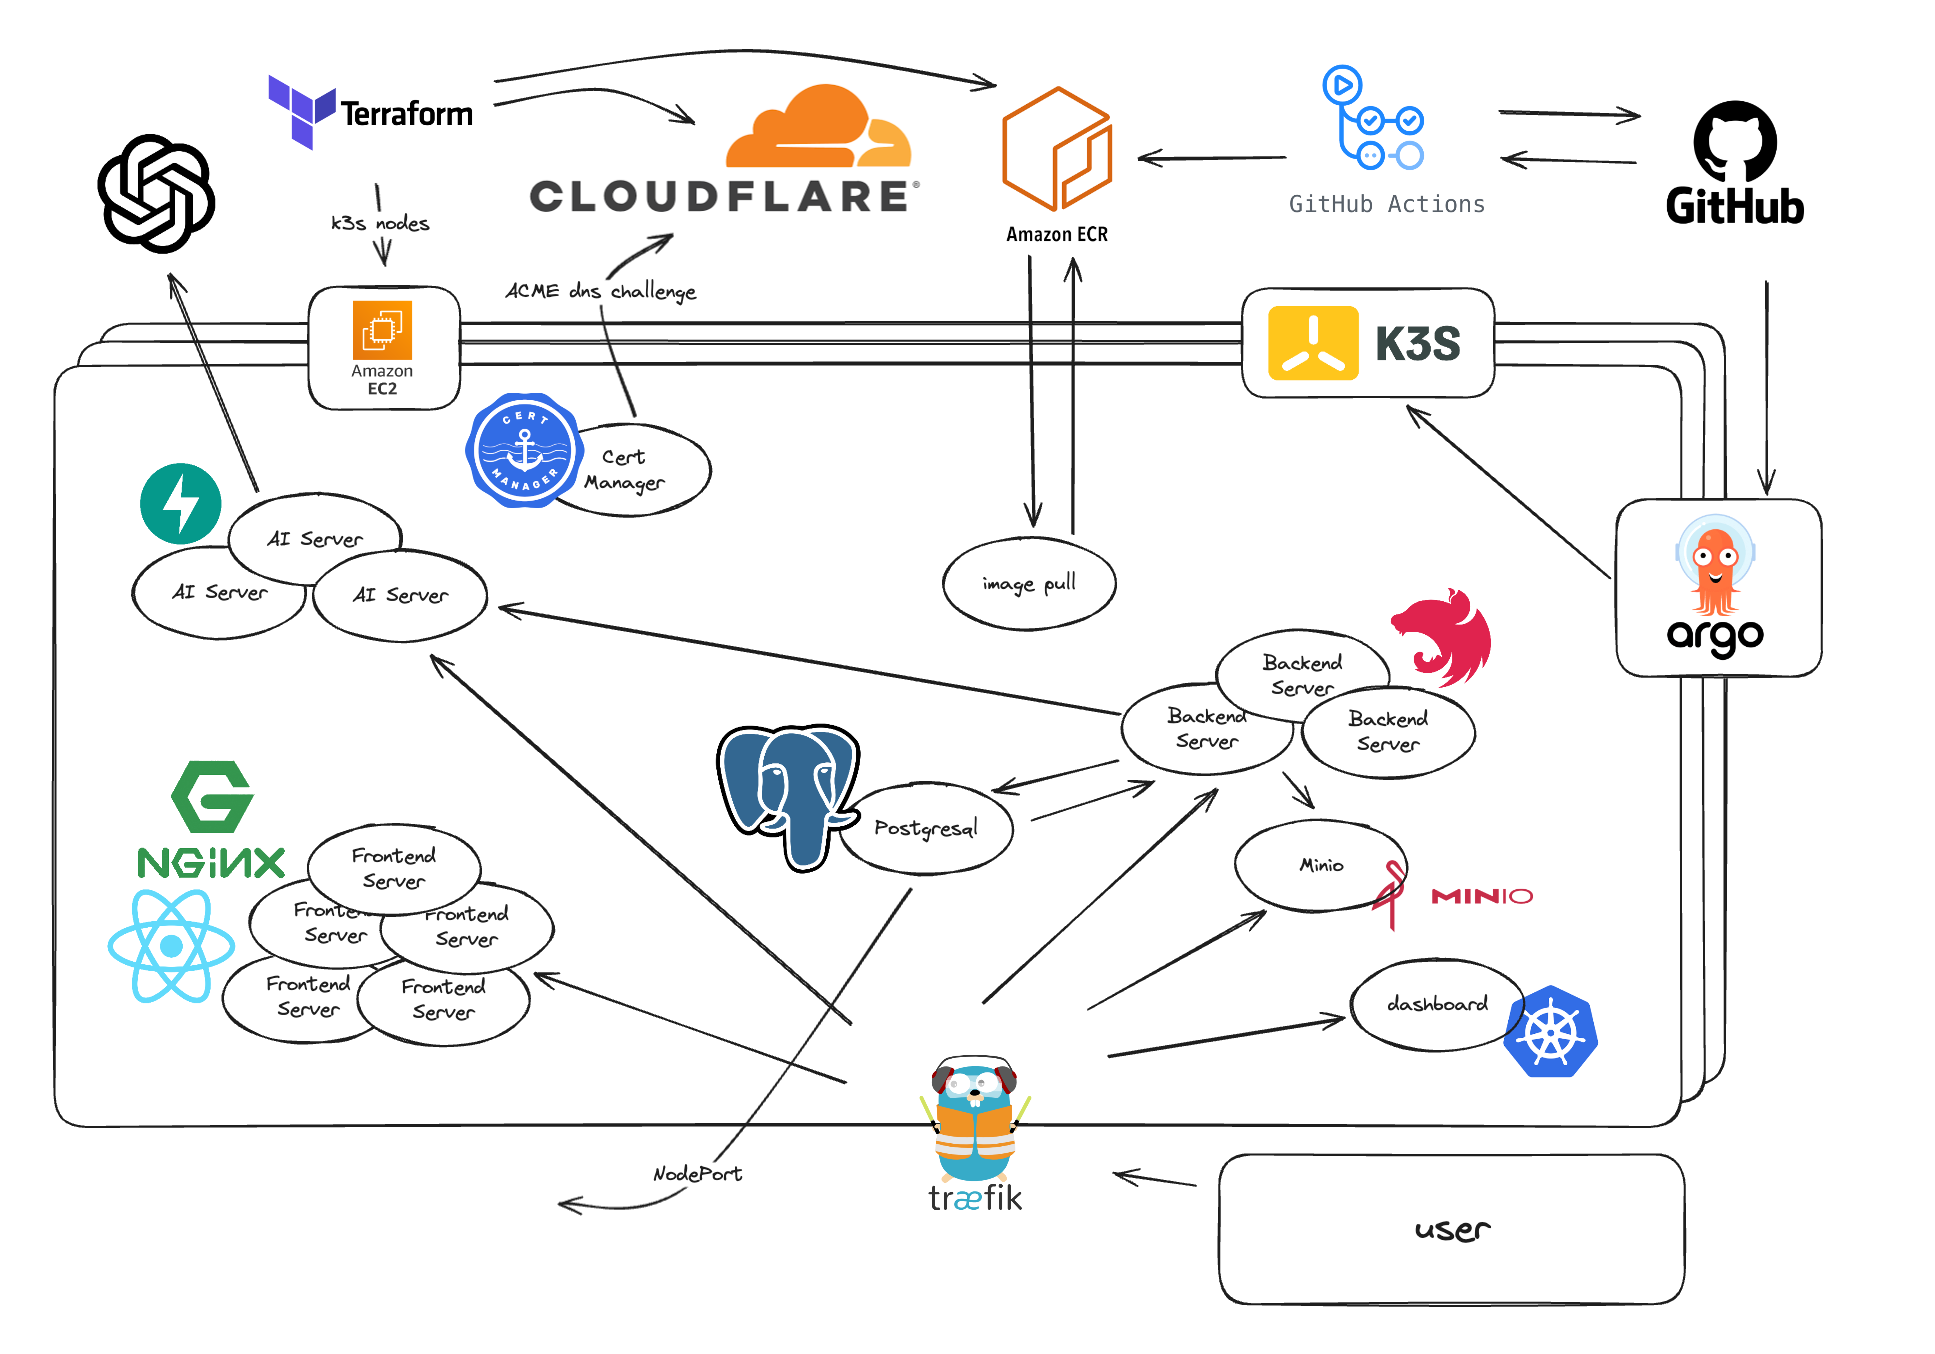 Terraform
CLOUDFLARE®
Amazon ECR
GitHub Actions
GitHub
k3s nodes
ACME dns challenge
Amazon
EC2
K3S
CERT
MANAGER
Cert
Manager
AI Server
AI Server
AI Server
image pull
argo
Backend
Server
Backend
Server
Backend
Server
Postgresql
Minio
MINIO
NGINX
Frontend
Server
Fronte
Server
Frontend
Server
Frontend
Server
Frontend
Server
dashboard
NodePort
træfik
user